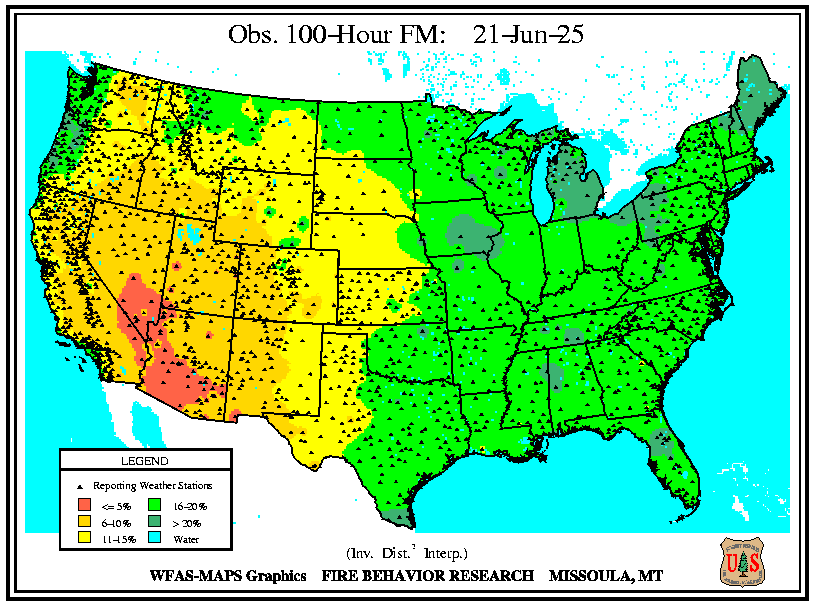 Obs. 100-Hour FM: 21-Jun-25
LEGEND
Reporting Weather Stations
<= 5%
16-20%
6-10%
> 20%
11-15%
Water
(Inv. Dist.² Interp.)
WFAS-MAPS Graphics FIRE BEHAVIOR RESEARCH MISSOULA, MT
U S